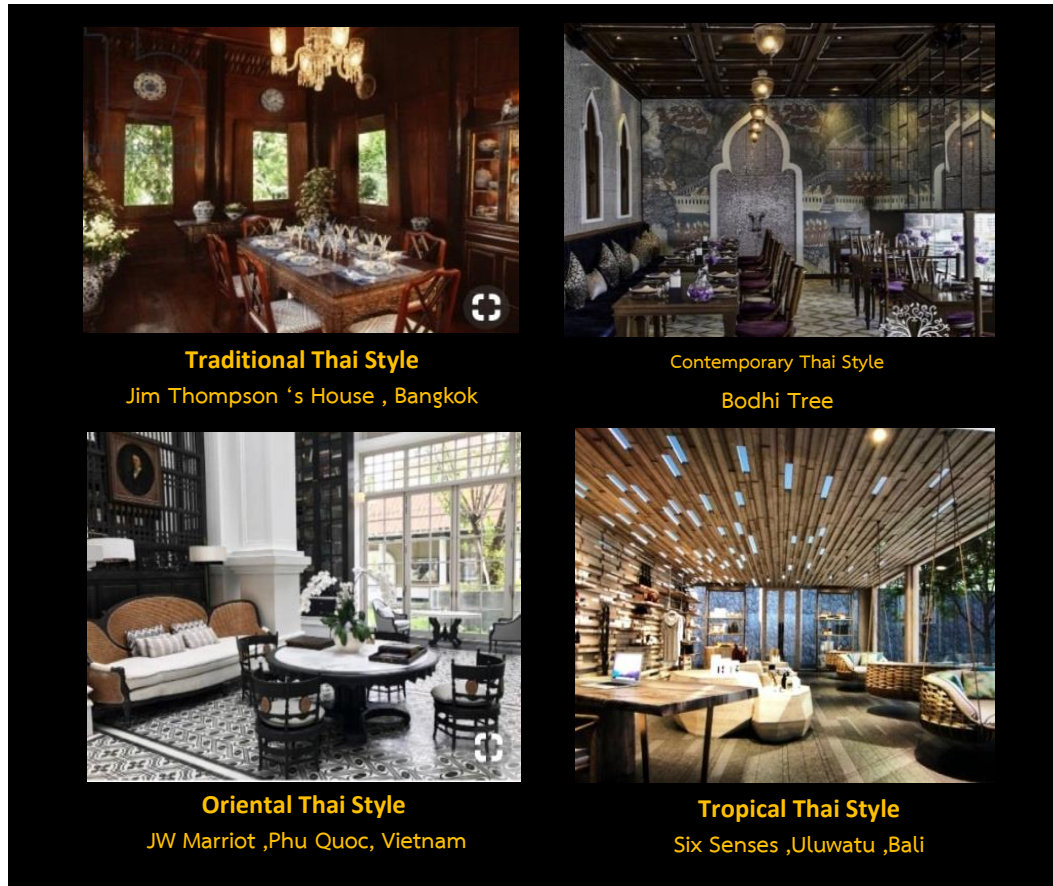 Traditional Thai Style
Jim Thompson ‘s House , Bangkok
Contemporary Thai Style
Bodhi Tree
Oriental Thai Style
JW Marriot ,Phu Quoc, Vietnam
Tropical Thai Style
Six Senses ,Uluwatu ,Bali